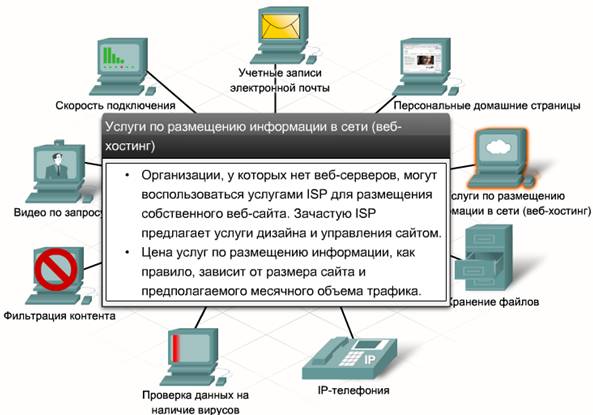 Учетные записи
электронной почты
Скорость подключения
Персональные домашние страницы
Услуги по размещению информации в сети (веб-
хостинг)
• Организации, у которых нет веб-серверов, могут
воспользоваться услугами ISP для размещения
собственного веб-сайта. Зачастую ISP
предлагает услуги дизайна и управления сайтом.
• Цена услуг по размещению информации, как
правило, зависит от размера сайта и
предполагаемого месячного объема трафика.
Видео по запросу
слуги по размещению
мации в сети (веб-хостинг)
Фильтрация контента
Хранение файлов
Проверка данных на
наличие вирусов
IP
IP-телефония